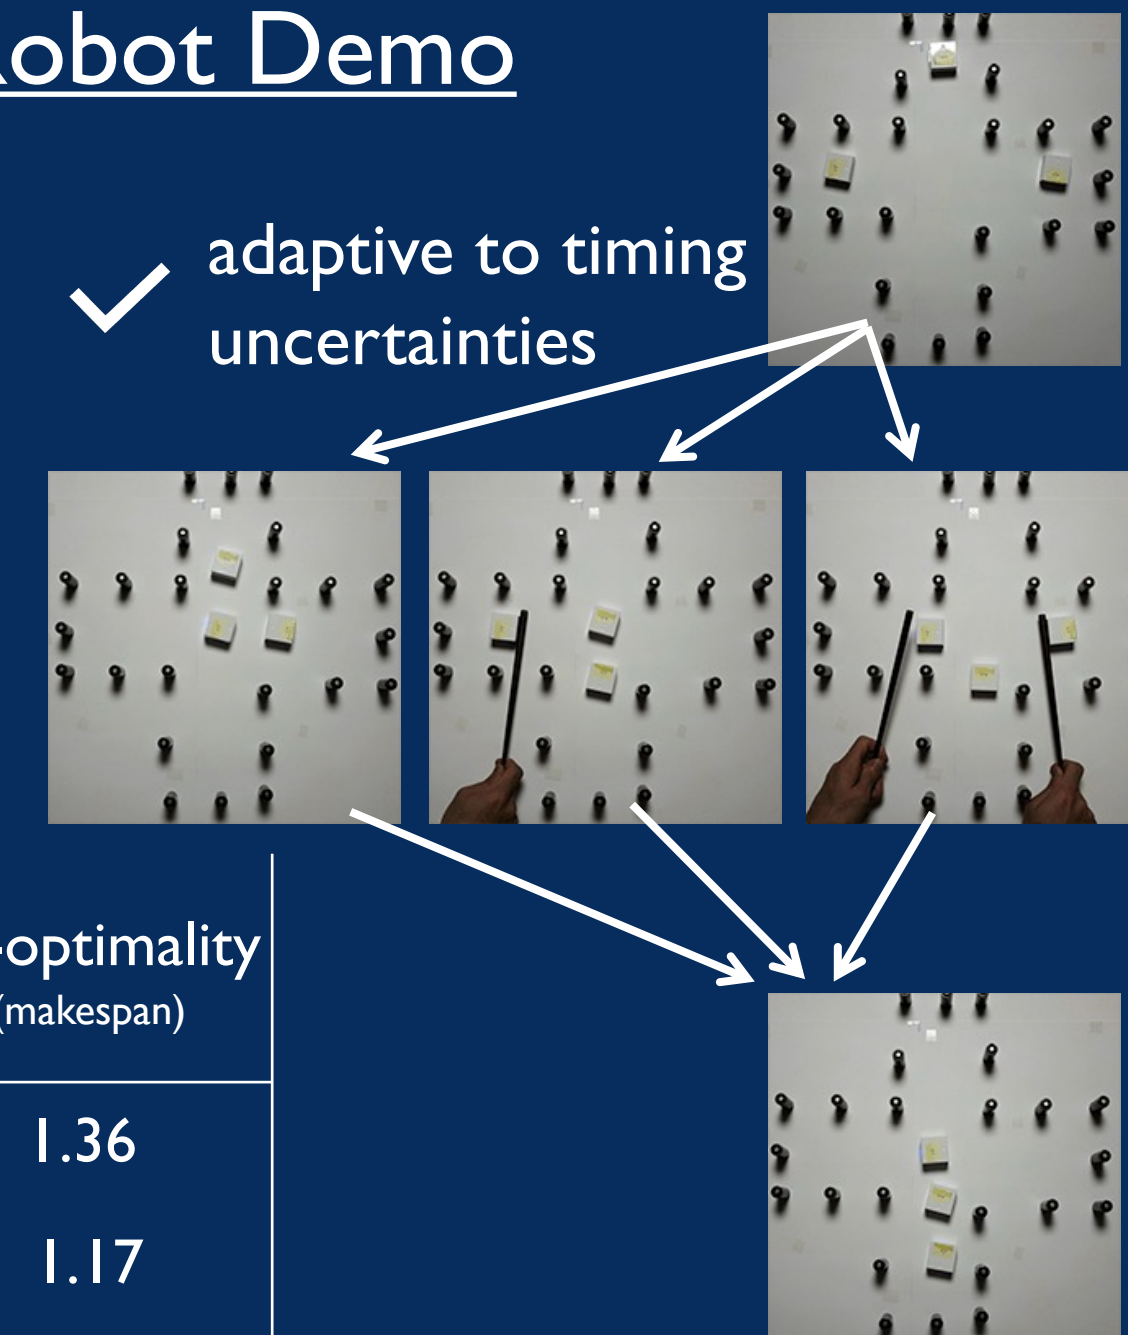 obot Demo
adaptive to timing
uncertainties
-optimality
(makespan)
1.36
1.17